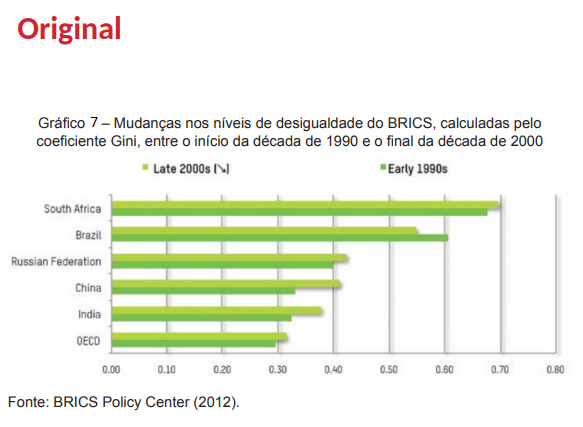 Original
Gráfico 7 – Mudanças nos níveis de desigualdade do BRICS, calculadas pelo
coeficiente Gini, entre o início da década de 1990 e o final da década de 2000
Late 2000s (↘) Early 1990s
South Africa
Brazil
Russian Federation
China
India
OECD
0.00 0.10 0.20 0.30 0.40 0.50 0.60 0.70 0.80
Fonte: BRICS Policy Center (2012).